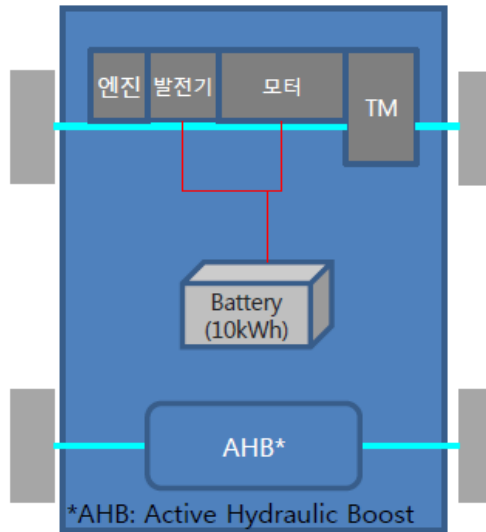 엔진 발전기 모터
TM
Battery
(10kWh)
AHB*
*AHB: Active Hydraulic Boost